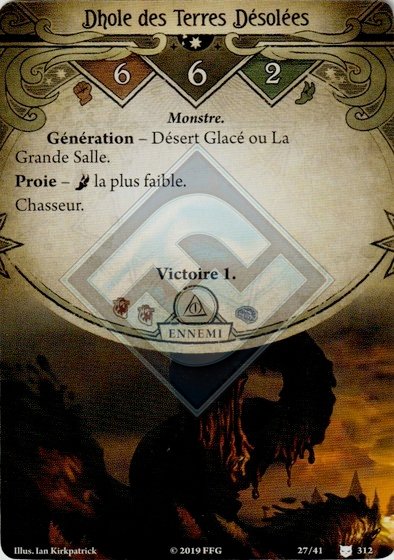 Dhole des Terres Désolées
6 6 2
Monstre.
Génération – Désert Glacé ou La
Grande Salle.
Proie – la plus faible.
Chasseur.
Victoire 1.
ENNEMI
Illus. Ian Kirkpatrick © 2019 FFG 27/41 312